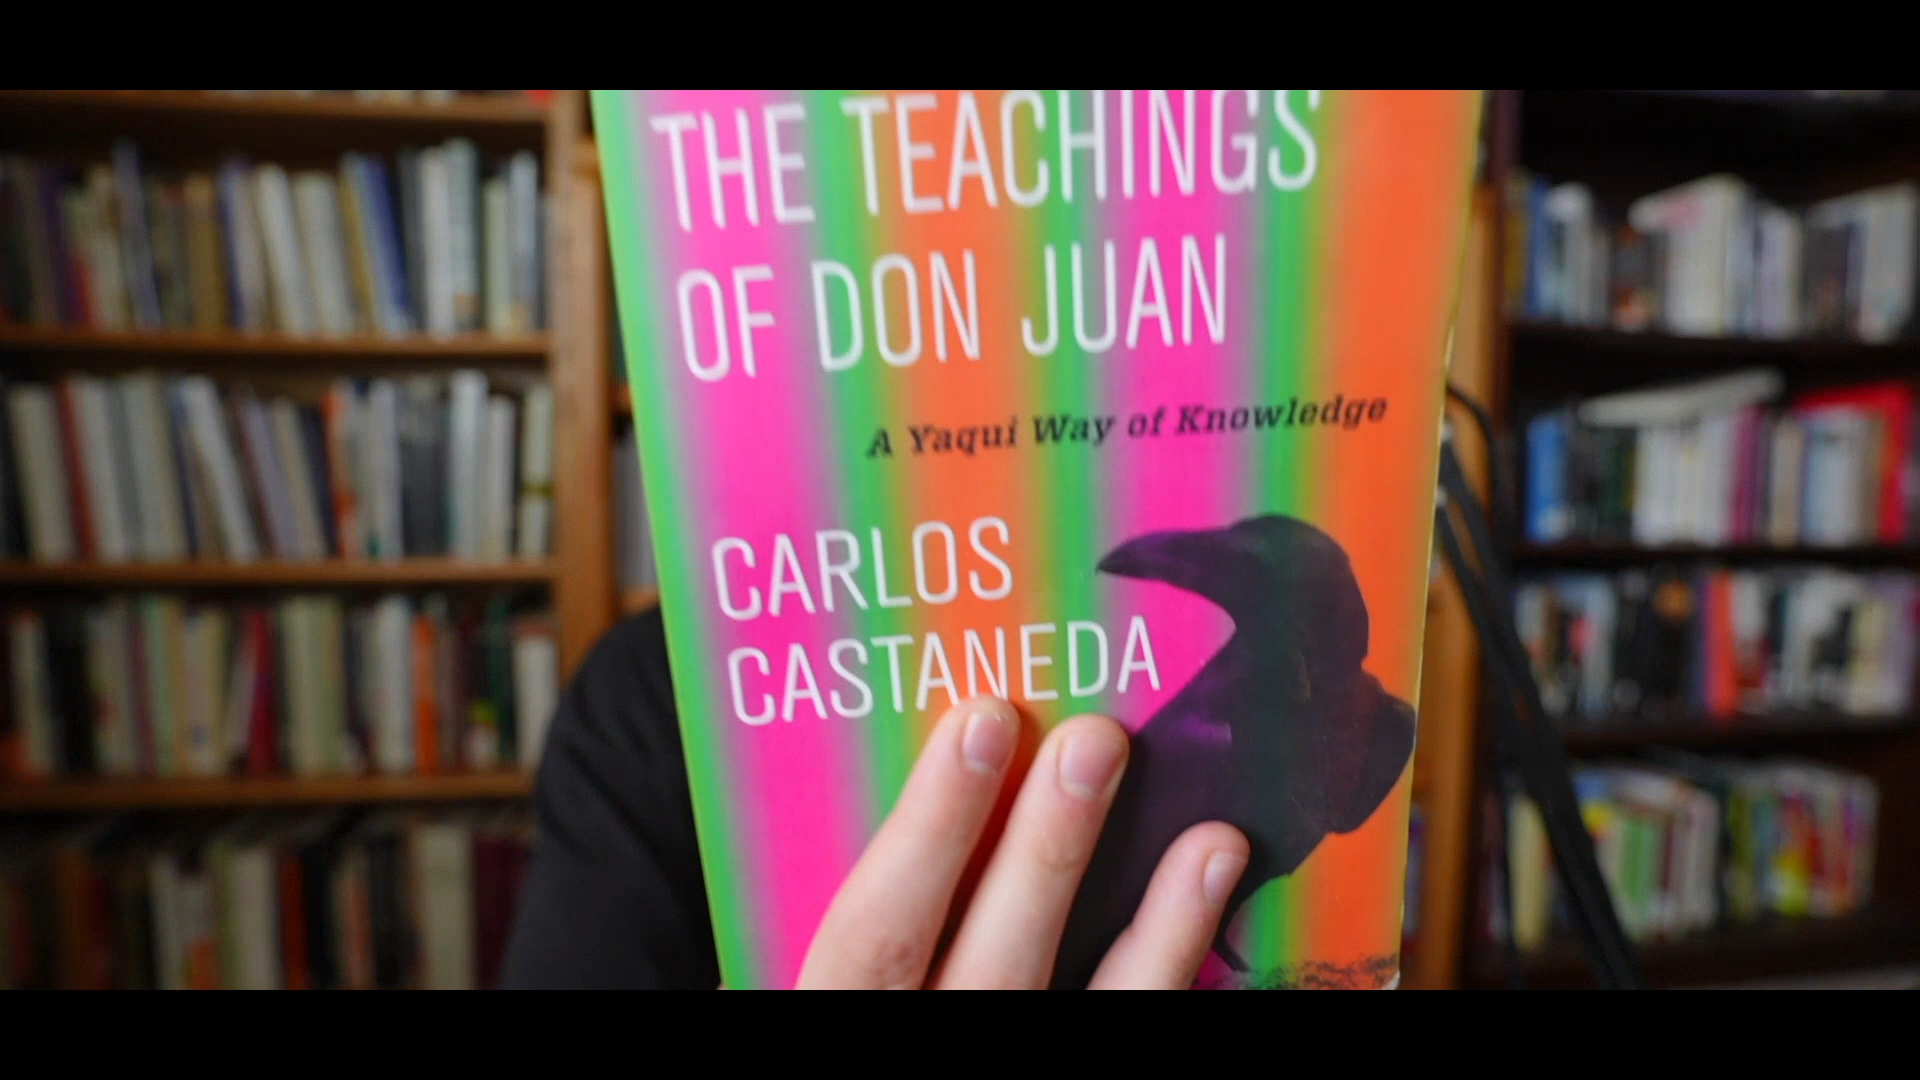 THE TEACHINGS
OF DON JUAN
A Yaqui Way of Knowledge
CARLOS
CASTANEDA